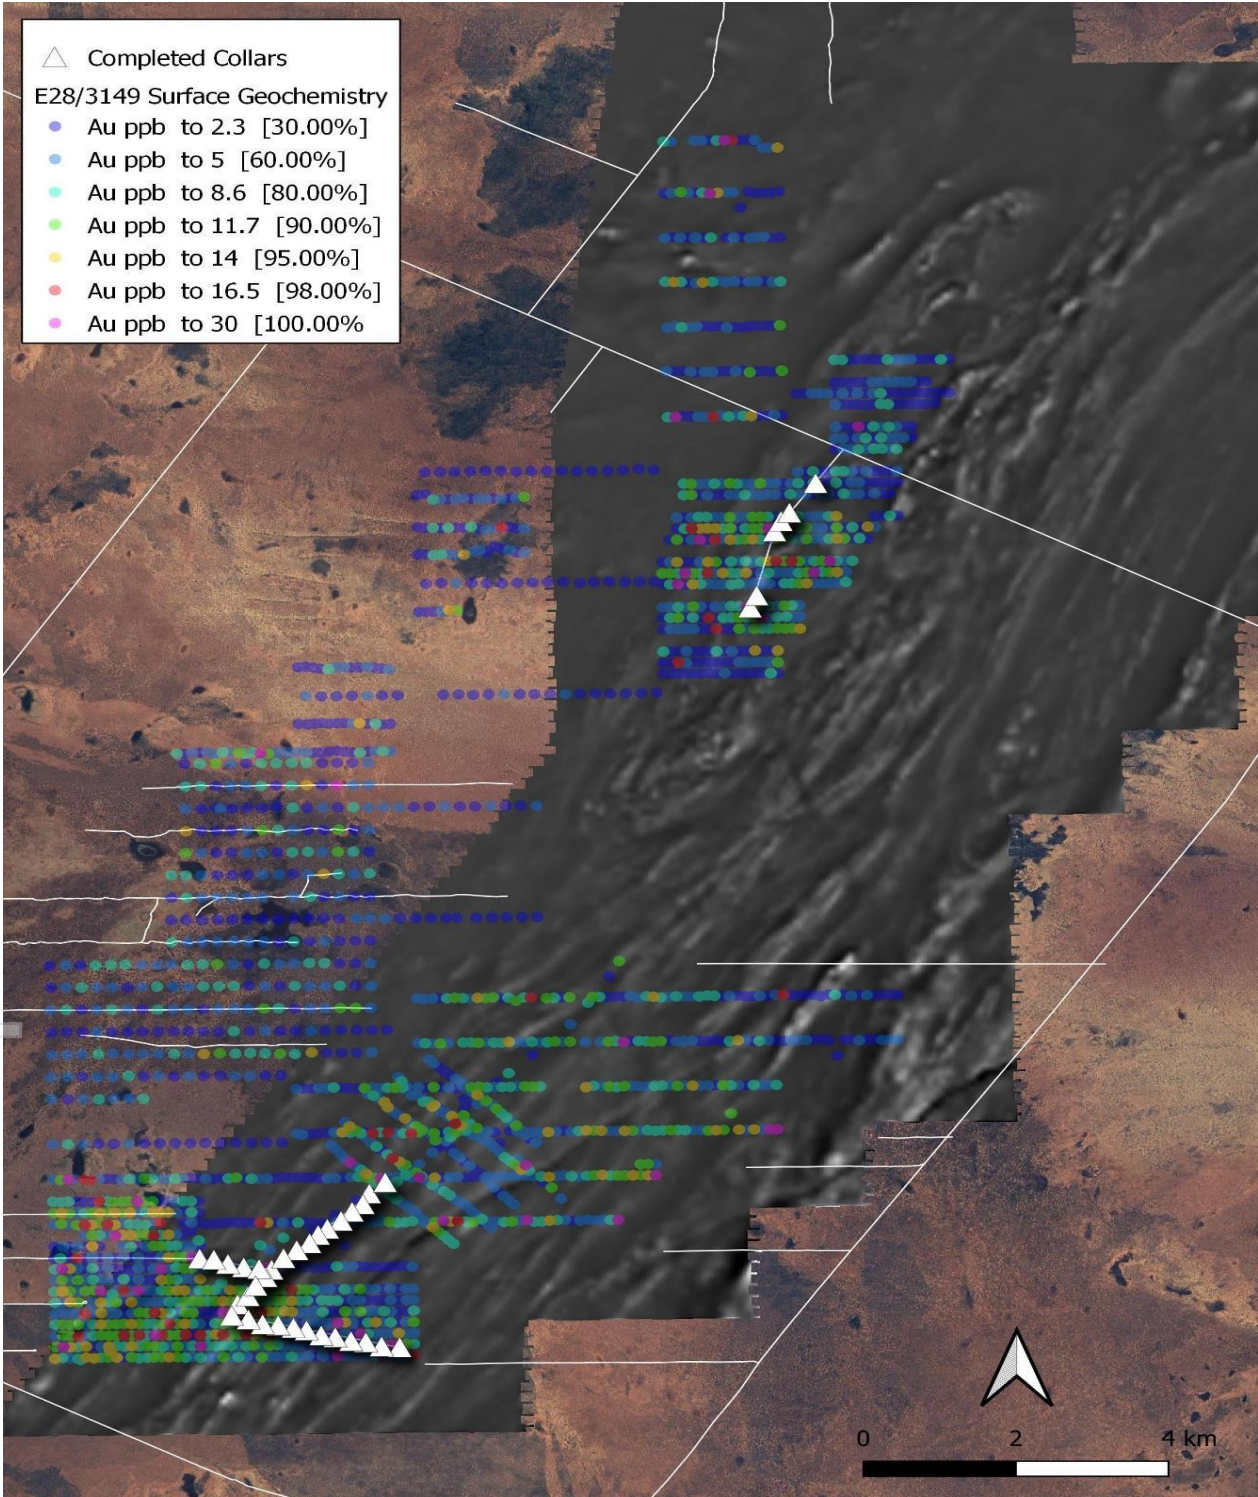 Completed Collars
E28/3149 Surface Geochemistry
Au ppb to 2.3 [30.00%]
Au ppb to 5 [60.00%]
Au ppb to 8.6 [80.00%]
Au ppb to 11.7 [90.00%]
Au ppb to 14 [95.00%]
Au ppb to 16.5 [98.00%]
Au ppb to 30 [100.00%
0 2 4 km